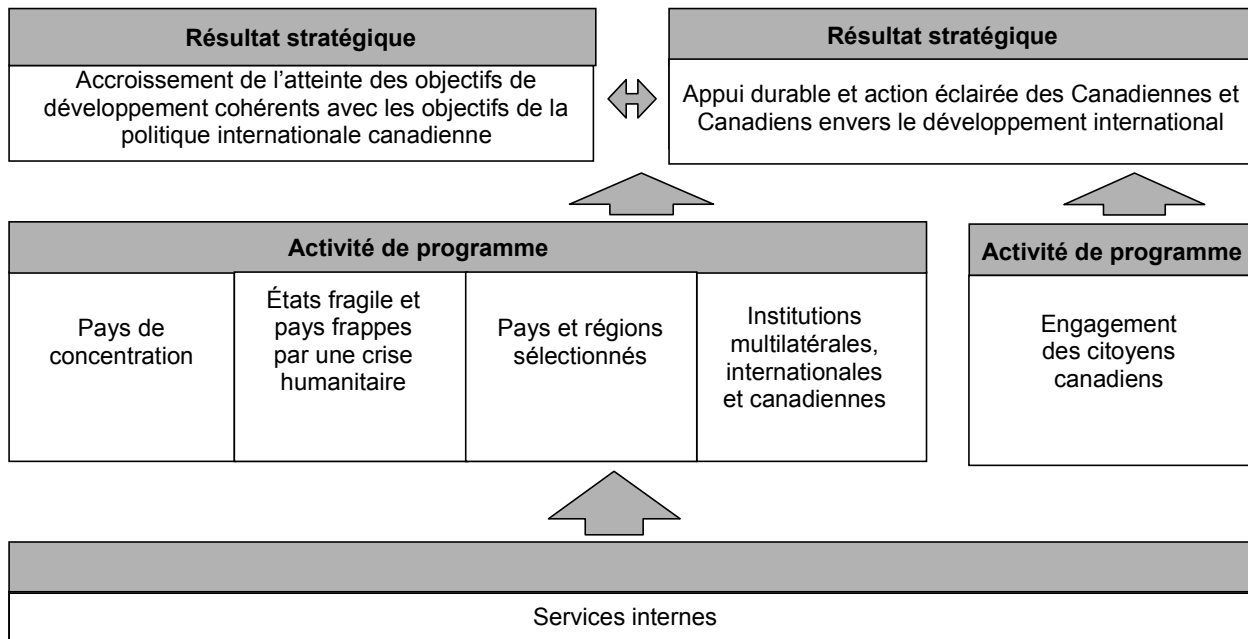 Résultat stratégique
Accroissement de l'atteinte des objectifs de
développement cohérents avec les objectifs de la
politique internationale canadienne
Résultat stratégique
Appui durable et action éclairée des Canadiennes et
Canadiens envers le développement international
Activité de programme
Pays de
concentration
États fragile et
pays frappes
par une crise
humanitaire
Pays et régions
sélectionnés
Institutions
multilatérales,
internationales
et canadiennes
Activité de programme
Engagement
des citoyens
canadiens
Services internes